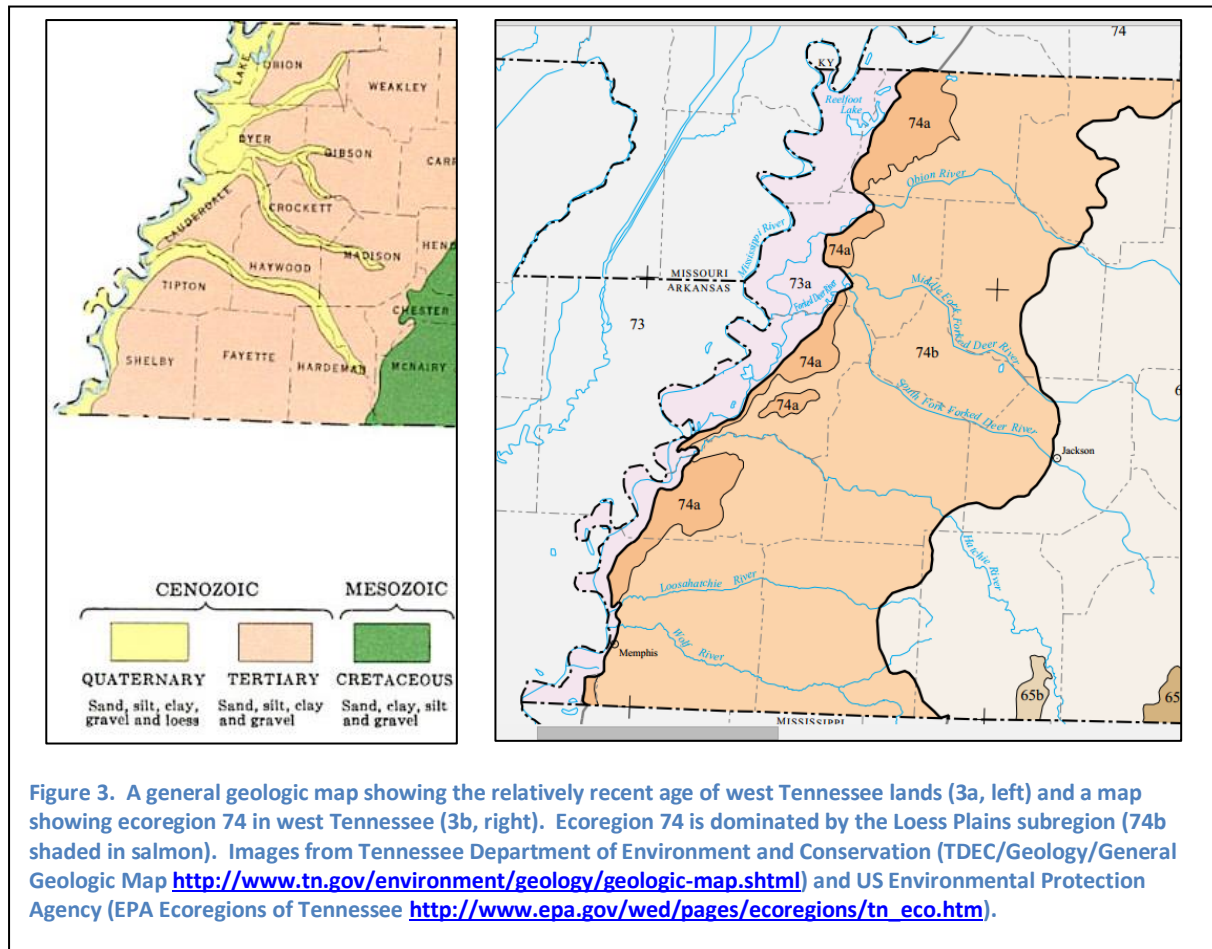 LAKE
OBION
WEAKLEY
DYER
GIBSON
CARR
LAUDERDALE
CROCKETT
MADISON
HEND
HAYWOOD
TIPTON
CHESTER
SHELBY
FAYETTE
HARDEMAN
MCNAIRY
CENOZOIC
MESOZOIC
QUATERNARY
TERTIARY
CRETACEOUS
Sand, silt, clay,
gravel and loess
Sand, silt, clay
and gravel
Sand, clay, silt
and gravel
74
KY
Reelfoot
Lake
74a
Obion River
Mississippi River
74a
MISSOURI
ARKANSAS
73a
Forked Deer River
Middle Fork Forked Deer River
73
74a
74b
74a
South Fork Forked Deer River
Jackson
74a
Hatchie River
Loosahatchie River
Wolf River
Memphis
65b
65
MISSISSIPPI
Figure 3. A general geologic map showing the relatively recent age of west Tennessee lands (3a, left) and a map
showing ecoregion 74 in west Tennessee (3b, right). Ecoregion 74 is dominated by the Loess Plains subregion (74b
shaded in salmon). Images from Tennessee Department of Environment and Conservation (TDEC/Geology/General
Geologic Map http://www.tn.gov/environment/geology/geologic-map.shtml) and US Environmental Protection
Agency (EPA Ecoregions of Tennessee http://www.epa.gov/wed/pages/ecoregions/tn_eco.htm).